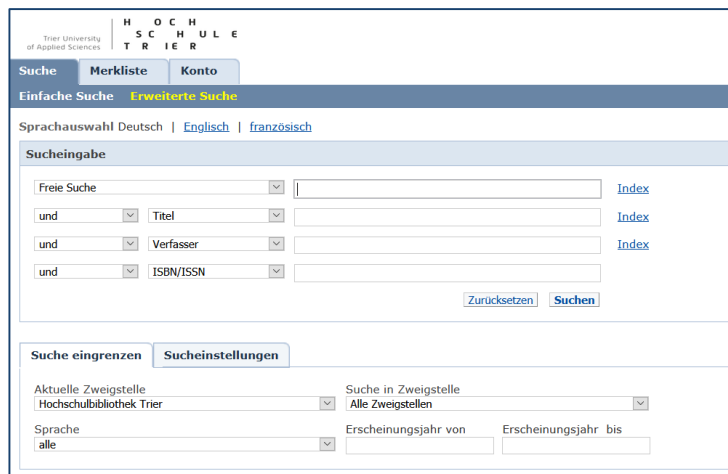 Trier University
of Applied Sciences
H O C H
S C H U L E
T R I E R
Suche Merkliste Konto
Einfache Suche Erweiterte Suche
Sprachauswahl Deutsch | Englisch | französisch
Sucheingabe
Freie Suche Index
und Titel Index
und Verfasser Index
und ISBN/ISSN
Zurücksetzen Suchen
Suche eingrenzen Sucheinstellungen
Aktuelle Zweigstelle Suche in Zweigstelle
Hochschulbibliothek Trier Alle Zweigstellen
Sprache Erscheinungsjahr von Erscheinungsjahr bis
alle